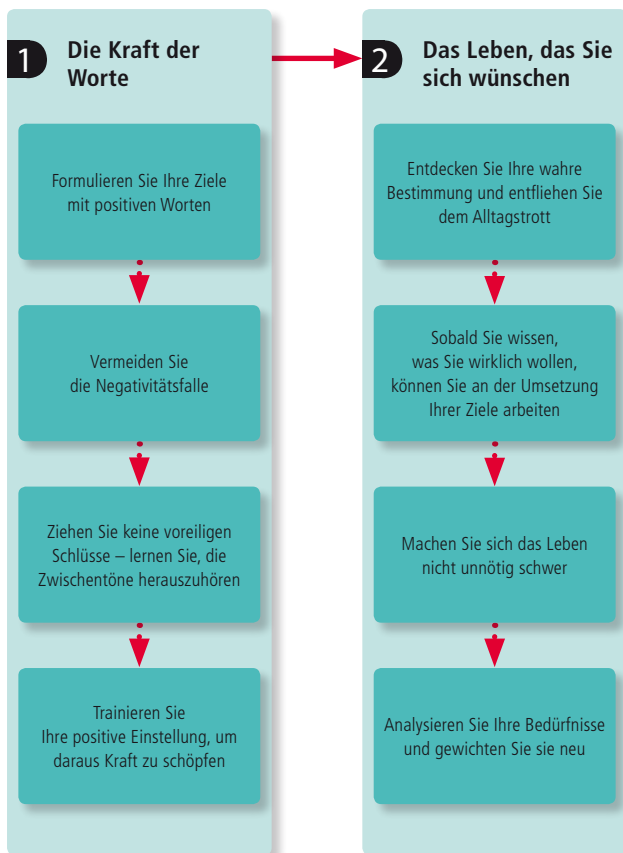 1
Die Kraft der
Worte
Formulieren Sie Ihre Ziele
mit positiven Worten
Vermeiden Sie
die Negativitätsfalle
Ziehen Sie keine voreiligen
Schlüsse – lernen Sie, die
Zwischentöne herauszuhören
Trainieren Sie
Ihre positive Einstellung, um
daraus Kraft zu schöpfen
2
Das Leben, das Sie
sich wünschen
Entdecken Sie Ihre wahre
Bestimmung und entfliehen Sie
dem Alltagstrott
Sobald Sie wissen,
was Sie wirklich wollen,
können Sie an der Umsetzung
Ihrer Ziele arbeiten
Machen Sie sich das Leben
nicht unnötig schwer
Analysieren Sie Ihre Bedürfnisse
und gewichten Sie sie neu